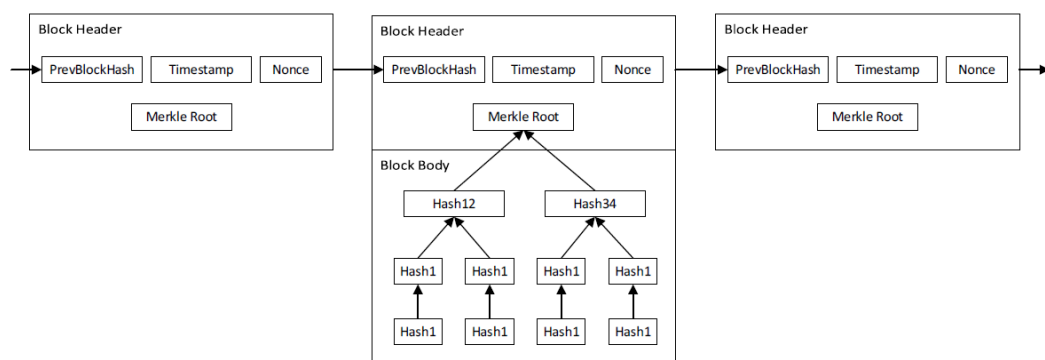 Block Header
PrevBlockHash Timestamp Nonce
Merkle Root
Block Header
PrevBlockHash Timestamp Nonce
Merkle Root
Block Body
Hash12 Hash34
Hash1 Hash1 Hash1 Hash1
Hash1 Hash1 Hash1 Hash1
Block Header
PrevBlockHash Timestamp Nonce
Merkle Root